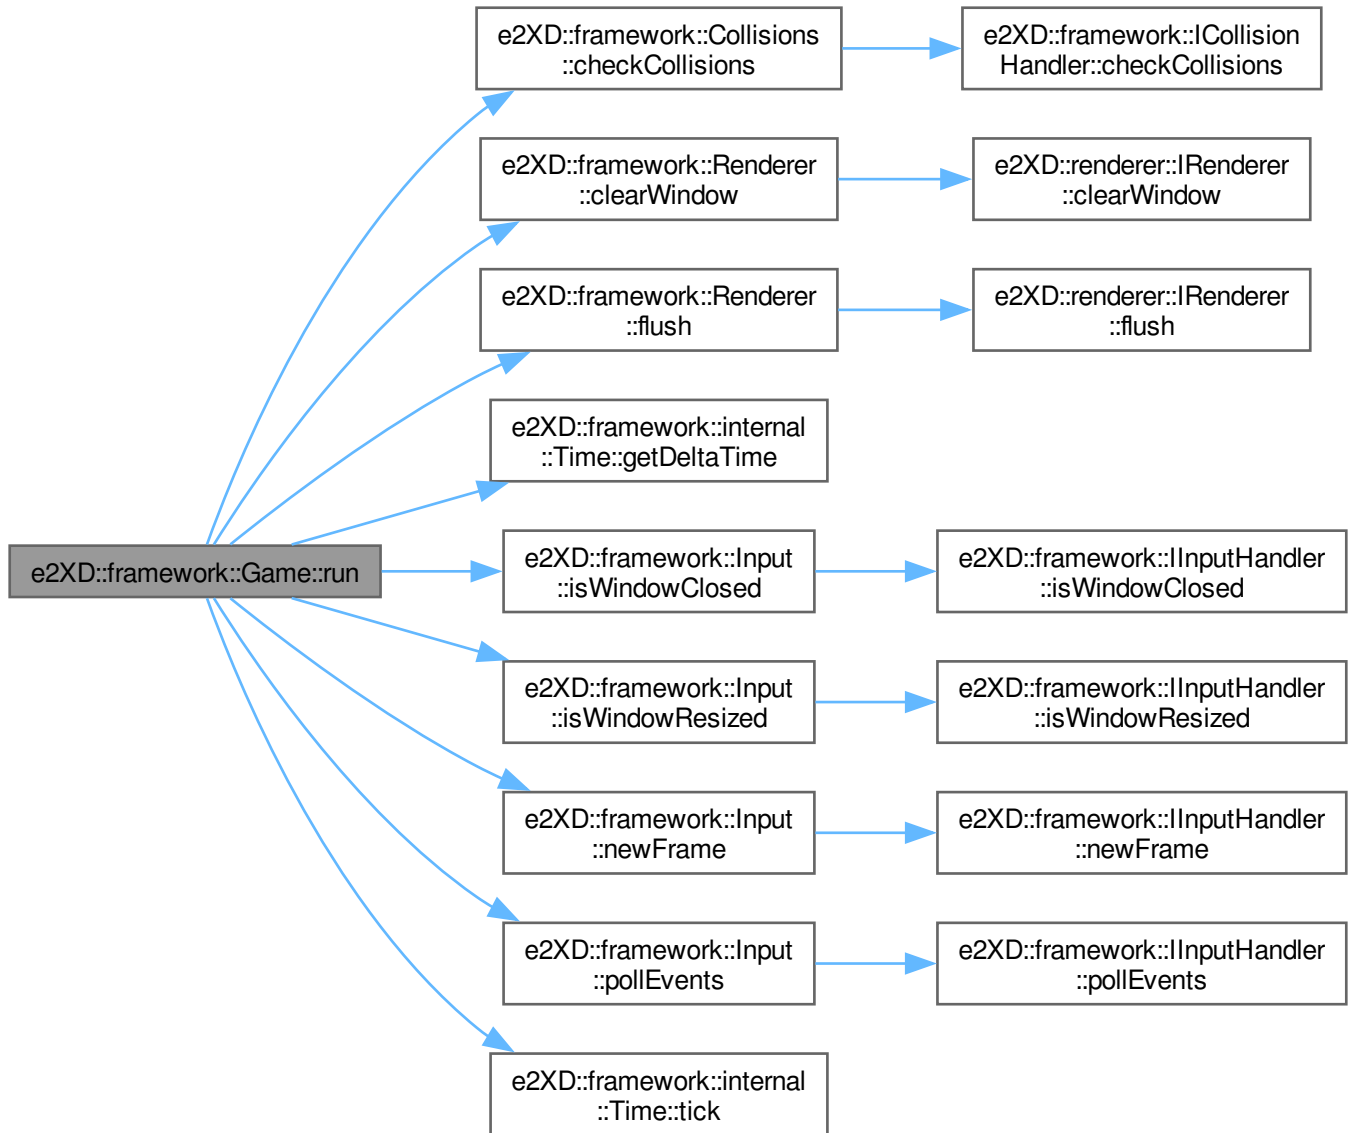 e2XD::framework::Collisions
::checkCollisions
e2XD::framework::ICollision
Handler::checkCollisions
e2XD::framework::Renderer
::clearWindow
e2XD::renderer::IRenderer
::clearWindow
e2XD::framework::Renderer
::flush
e2XD::renderer::IRenderer
::flush
e2XD::framework::internal
::Time::getDeltaTime
e2XD::framework::Game::run
e2XD::framework::Input
::isWindowClosed
e2XD::framework::IInputHandler
::isWindowClosed
e2XD::framework::Input
::isWindowResized
e2XD::framework::IInputHandler
::isWindowResized
e2XD::framework::Input
::newFrame
e2XD::framework::IInputHandler
::newFrame
e2XD::framework::Input
::pollEvents
e2XD::framework::IInputHandler
::pollEvents
e2XD::framework::internal
::Time::tick